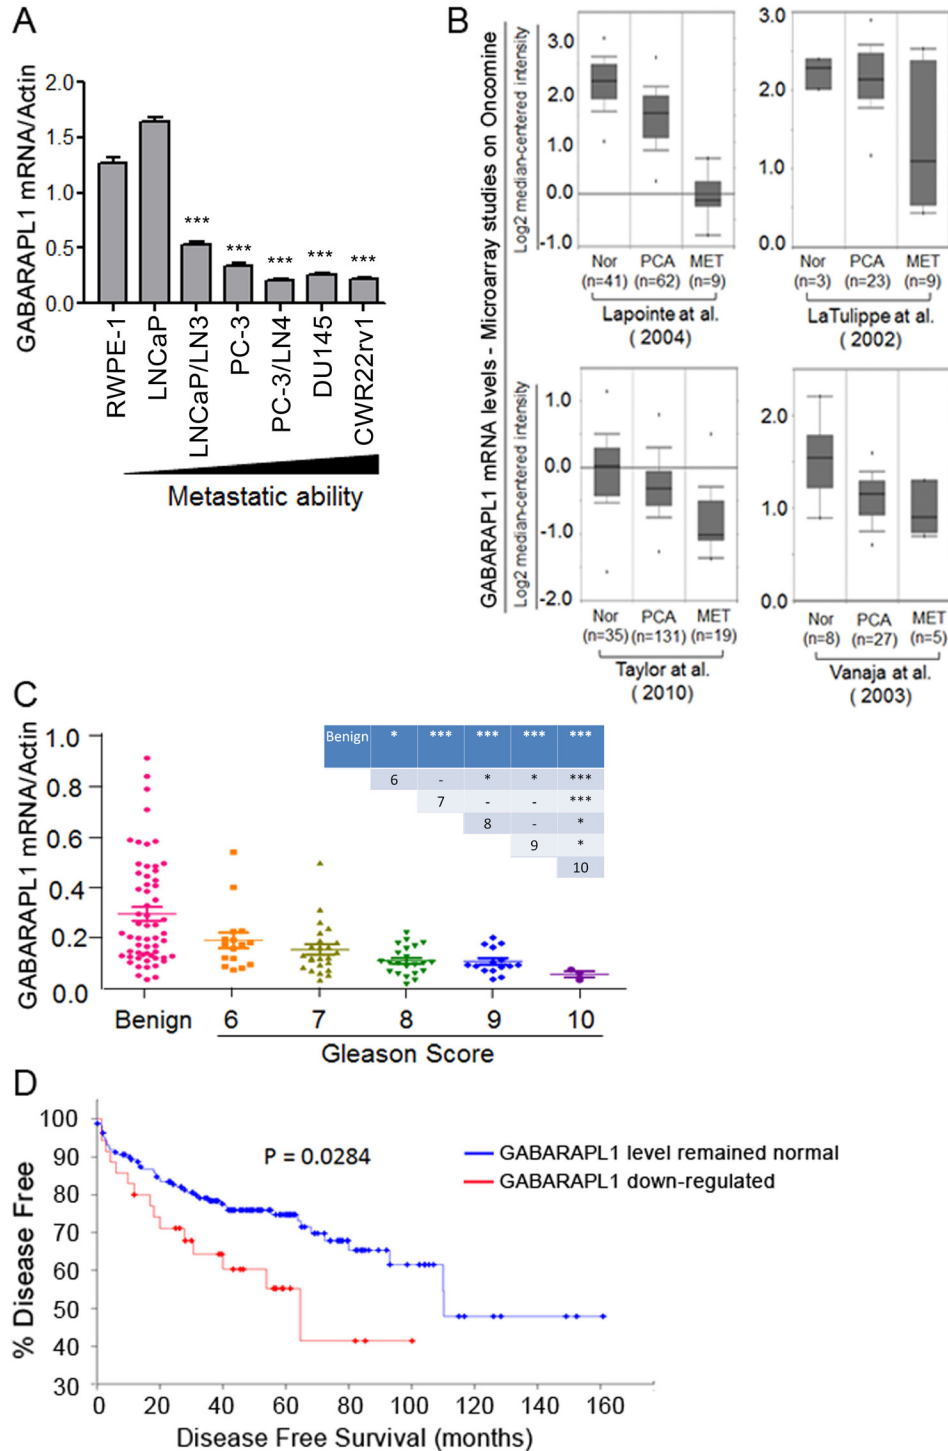 A
GABARAPL1 mRNA/Actin
2.0
1.5
1.0
0.5
0.0
*** *** *** *** ***
RWPE-1
LNCaP
LNCaP/LN3
PC-3
PC-3/LN4
DU145
CWR22rv1
Metastatic ability
B
GABARAPL1 mRNA levels - Microarray studies on Oncomine
Log2 median-centered intensity
3.0
2.0
1.0
0.0
-1.0
Nor PCA MET
(n=41) (n=62) (n=9)
Lapointe at al.
( 2004)
3.0
2.0
1.0
0.0
Nor PCA MET
(n=3) (n=23) (n=9)
LaTulippe at al.
( 2002)
Log2 median-centered intensity
1.0
0.0
-1.0
-2.0
Nor PCA MET
(n=35) (n=131) (n=19)
Taylor at al.
( 2010)
2.0
1.0
0.0
Nor PCA MET
(n=8) (n=27) (n=5)
Vanaja at al.
( 2003)
C
GABARAPL1 mRNA/Actin
1.0
0.8
0.6
0.4
0.2
0.0
Benign * *** *** *** ***
6 - * * ***
7 - - ***
8 - *
9 *
10
Benign 6 7 8 9 10
Gleason Score
D
% Disease Free
100
90
80
70
60
50
40
30
P = 0.0284
GABARAPL1 level remained normal
GABARAPL1 down-regulated
0 20 40 60 80 100 120 140 160
Disease Free Survival (months)